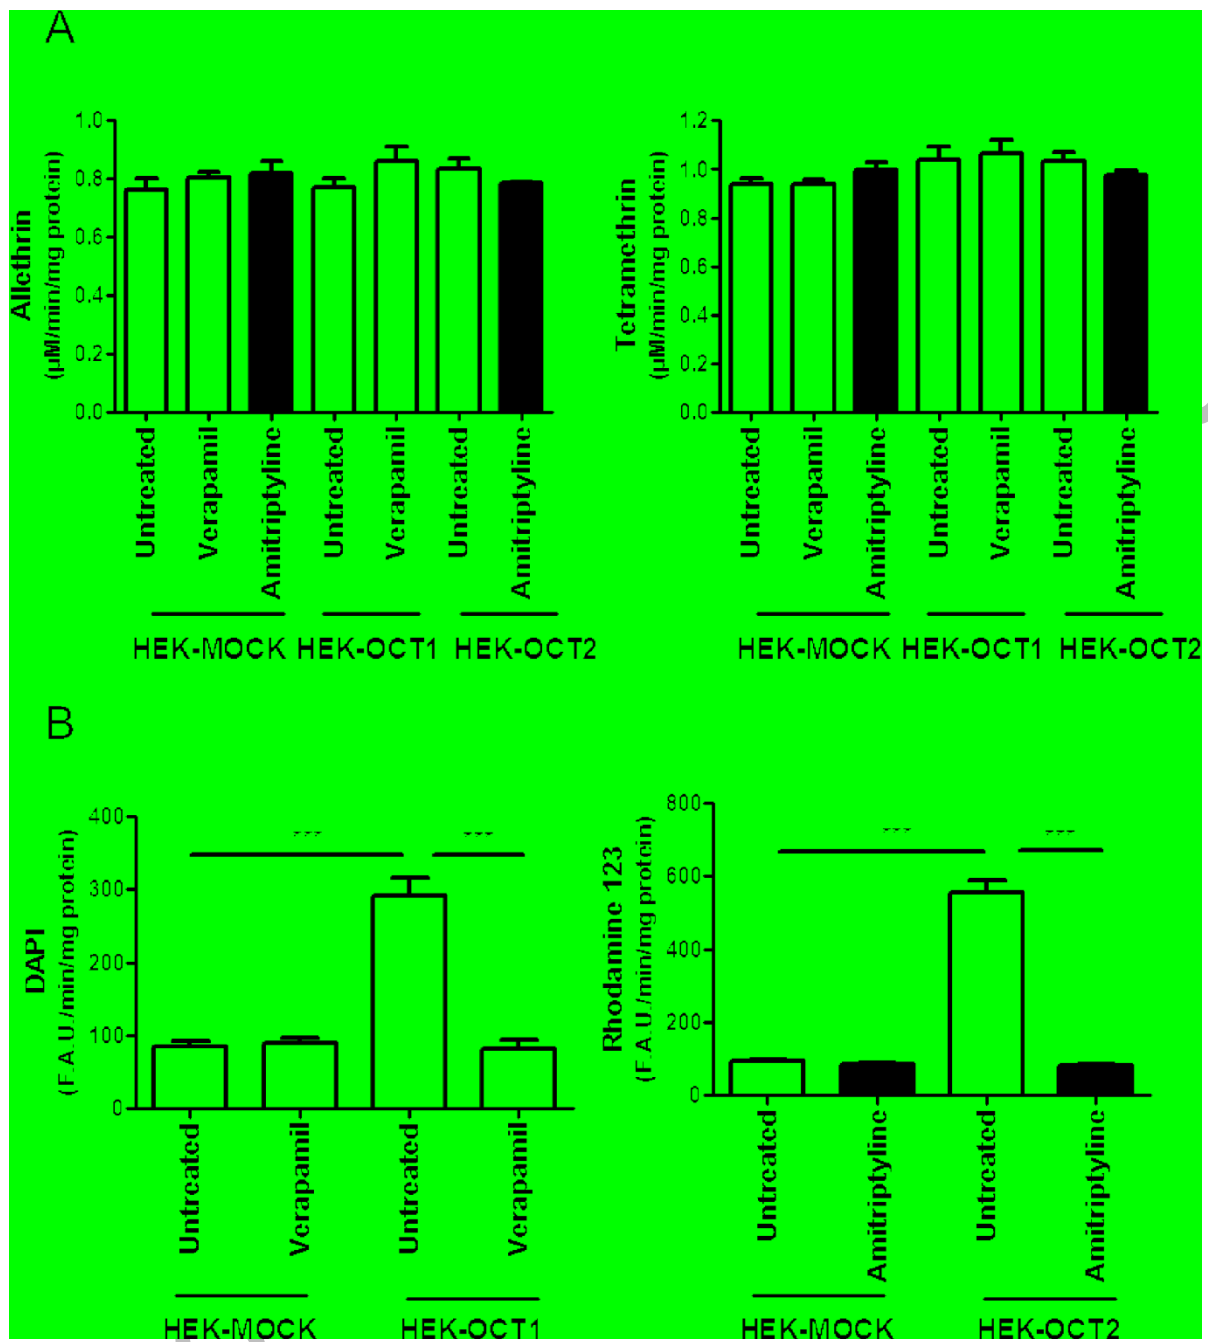 A
Allethrin
(µM/min/mg protein)
1.0
0.8
0.6
0.4
0.2
0.0
Untreated
Verapamil
Amitriptyline
Untreated
Verapamil
Untreated
Amitriptyline
HEK-MOCK HEK-OCT1 HEK-OCT2
Tetramethrin
(µM/min/mg protein)
1.2
1.0
0.8
0.6
0.4
0.2
0.0
Untreated
Verapamil
Amitriptyline
Untreated
Verapamil
Untreated
Amitriptyline
HEK-MOCK HEK-OCT1 HEK-OCT2
B
DAPI
(F.A.U./min/mg protein)
400
300
200
100
0
Untreated
Verapamil
Untreated
Verapamil
HEK-MOCK HEK-OCT1
Rhodamine 123
(F.A.U./min/mg protein)
800
600
400
200
0
Untreated
Amitriptyline
Untreated
Amitriptyline
HEK-MOCK HEK-OCT2